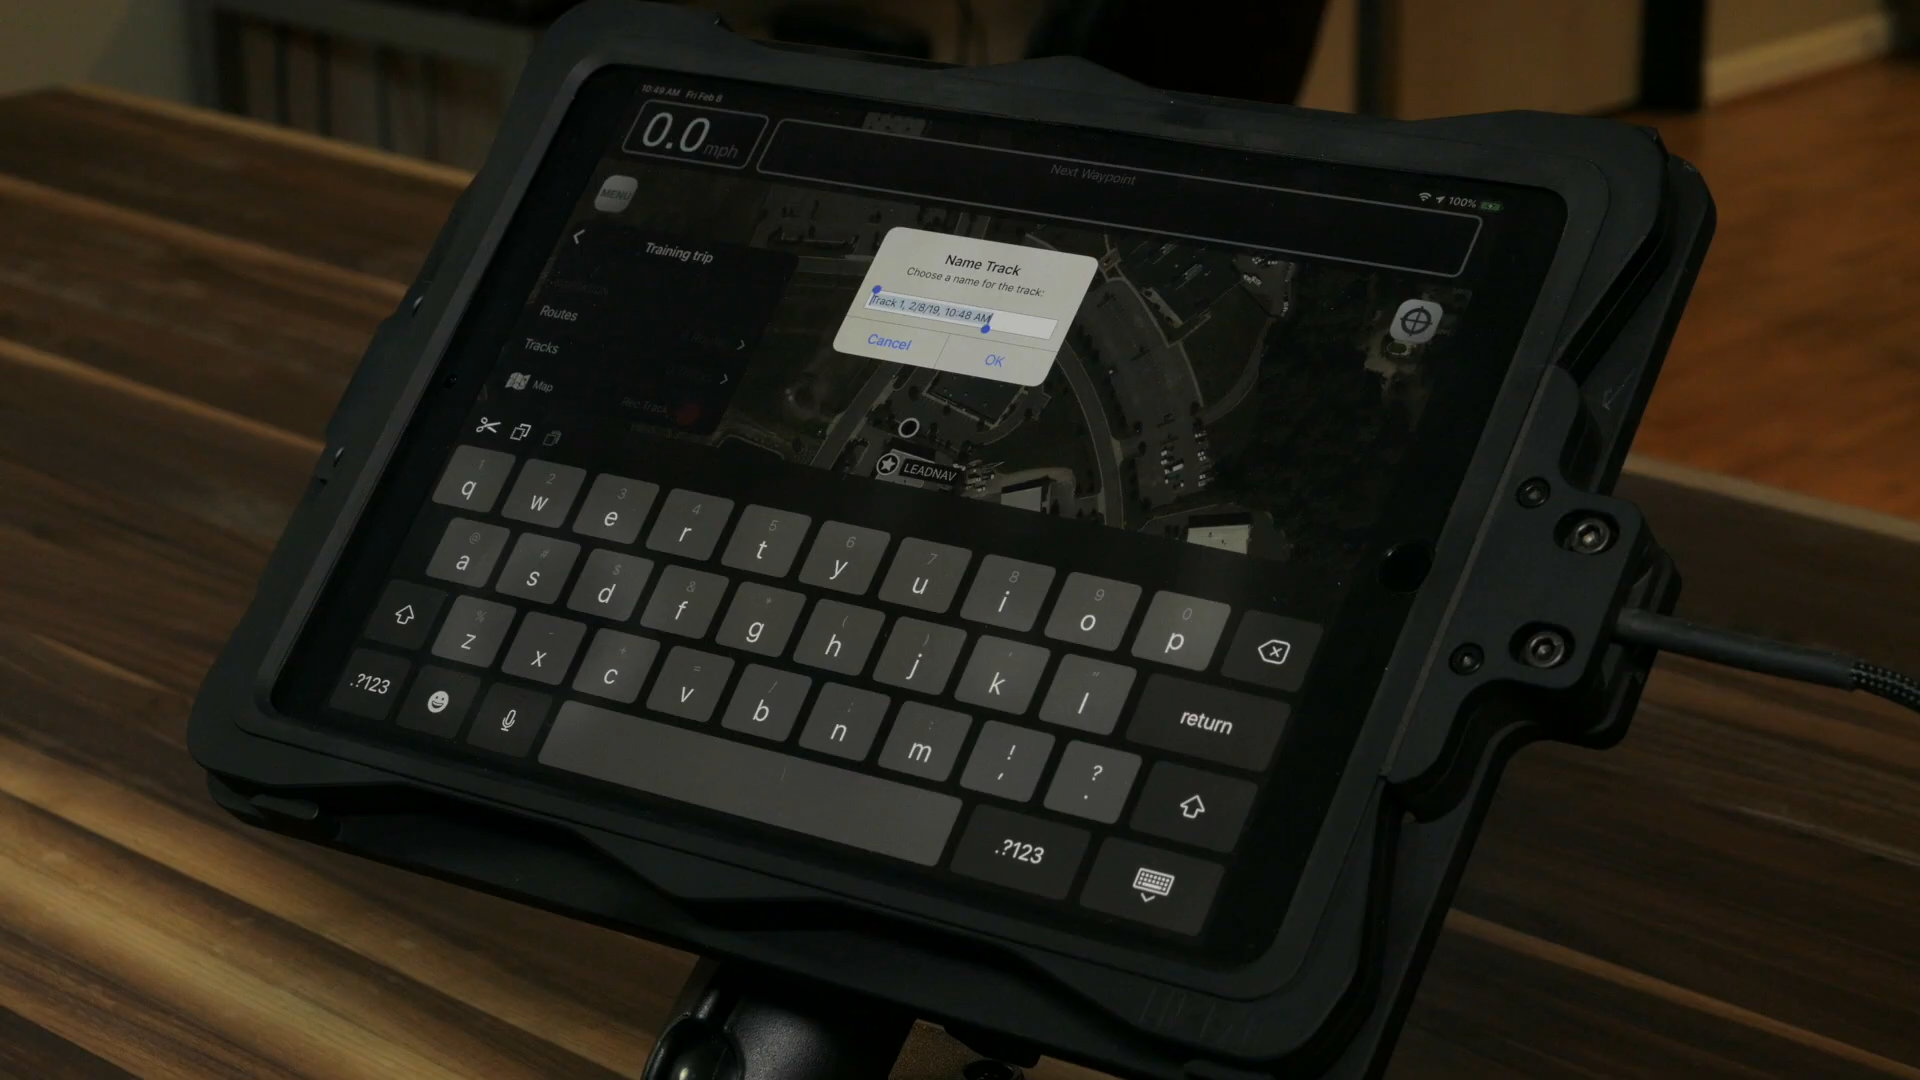 10:49 AM Fri Feb 8
0.0 mph
Next Waypoint
100%
MENU
Training trip
Routes
Tracks
Map
Rec Track
Name Track
Choose a name for the track:
Track 1, 2/8/19, 10:48 AM
Cancel
OK
LEADNAV
1 2 3 4 5 6 7 8 9 0
q w e r t y u i o p
@ # $ & * ( ) ' "
a s d f g h j k l return
% - + = / ; : ! ?
z x c v b n m , .
.?123 .?123